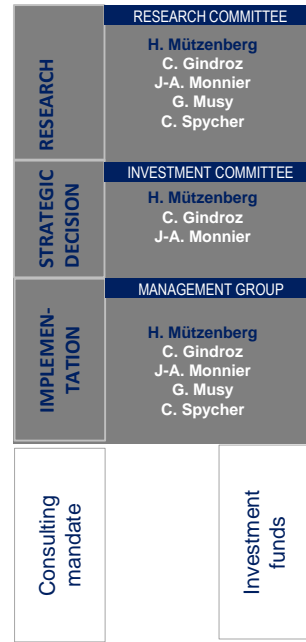 RESEARCH
RESEARCH COMMITTEE
H. Mützenberg
C. Gindroz
J-A. Monnier
G. Musy
C. Spycher
STRATEGIC
DECISION
INVESTMENT COMMITTEE
H. Mützenberg
C. Gindroz
J-A. Monnier
IMPLEMEN-
TATION
MANAGEMENT GROUP
H. Mützenberg
C. Gindroz
J-A. Monnier
G. Musy
C. Spycher
Consulting
mandate
Investment
funds